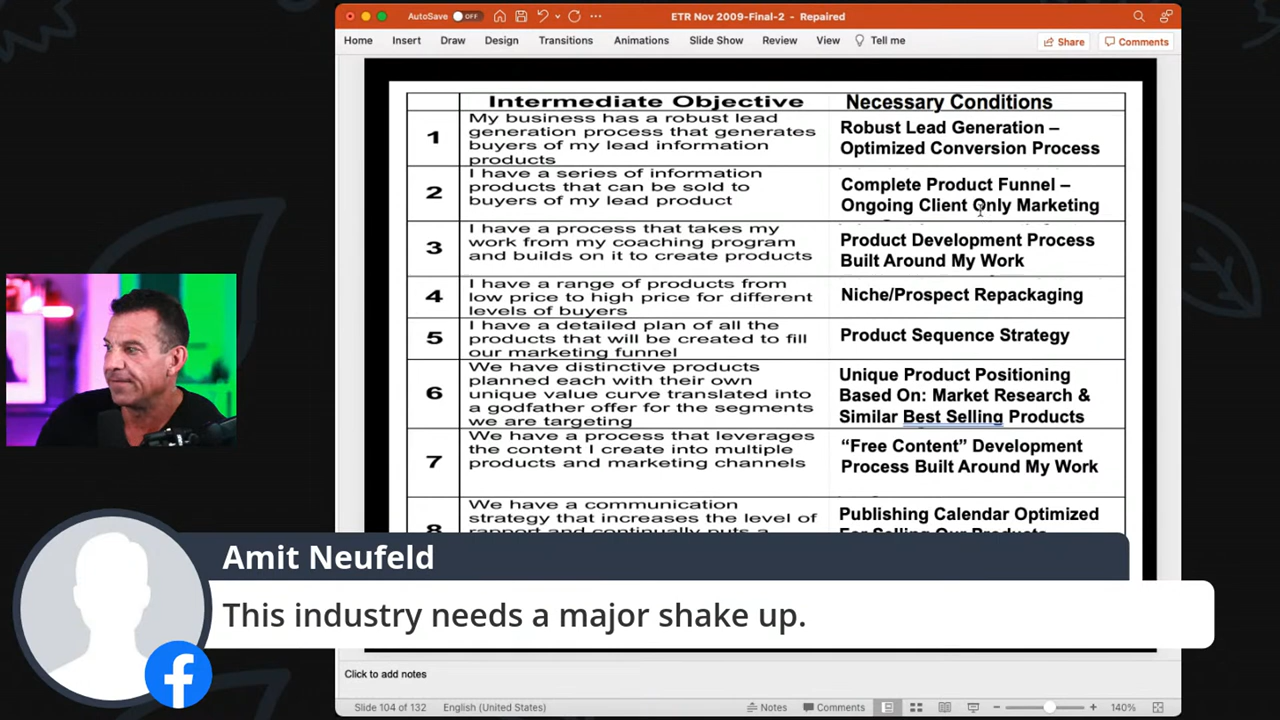 AutoSave OFF
ETR Nov 2009-Final-2 - Repaired
Home Insert Draw Design Transitions Animations Slide Show Review View Tell me Share Comments
Intermediate Objective Necessary Conditions
1
My business has a robust lead
generation process that generates
buyers of my lead information
products
Robust Lead Generation –
Optimized Conversion Process
2
I have a series of information
products that can be sold to
buyers of my lead product
Complete Product Funnel –
Ongoing Client Only Marketing
3
I have a process that takes my
work from my coaching program
and builds on it to create products
Product Development Process
Built Around My Work
4
I have a range of products from
low price to high price for different
levels of buyers
Niche/Prospect Repackaging
5
I have a detailed plan of all the
products that will be created to fill
our marketing funnel
Product Sequence Strategy
6
We have distinctive products
planned each with their own
unique value curve translated into
a godfather offer for the segments
we are targeting
Unique Product Positioning
Based On: Market Research &
Similar Best Selling Products
7
We have a process that leverages
the content I create into multiple
products and marketing channels
“Free Content” Development
Process Built Around My Work
8
We have a communication
strategy that increases the level of
rapport and continually puts a
Publishing Calendar Optimized
For Selling Our Products
Amit Neufeld
This industry needs a major shake up.
Click to add notes
Slide 104 of 132 English (United States) Notes Comments 140%